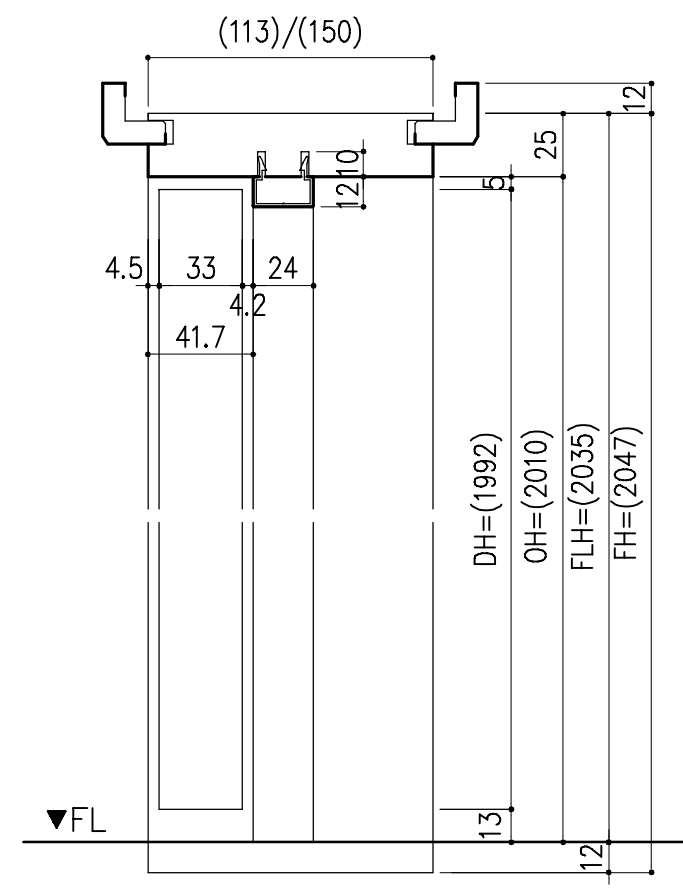 (113)/(150)
12
25
10
12
5
4.5
33
24
4.2
41.7
DH=(1992)
OH=(2010)
FLH=(2035)
FH=(2047)
▼FL
13
12